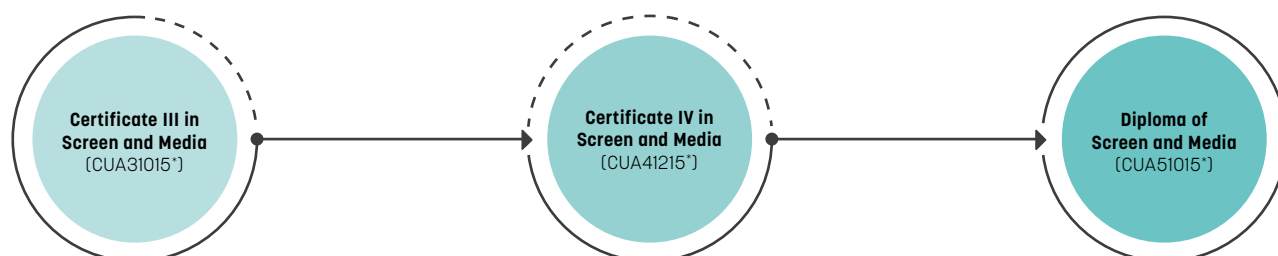 Certificate III in
Screen and Media
(CUA31015*)
Certificate IV in
Screen and Media
(CUA41215*)
Diploma of
Screen and Media
(CUA51015*)